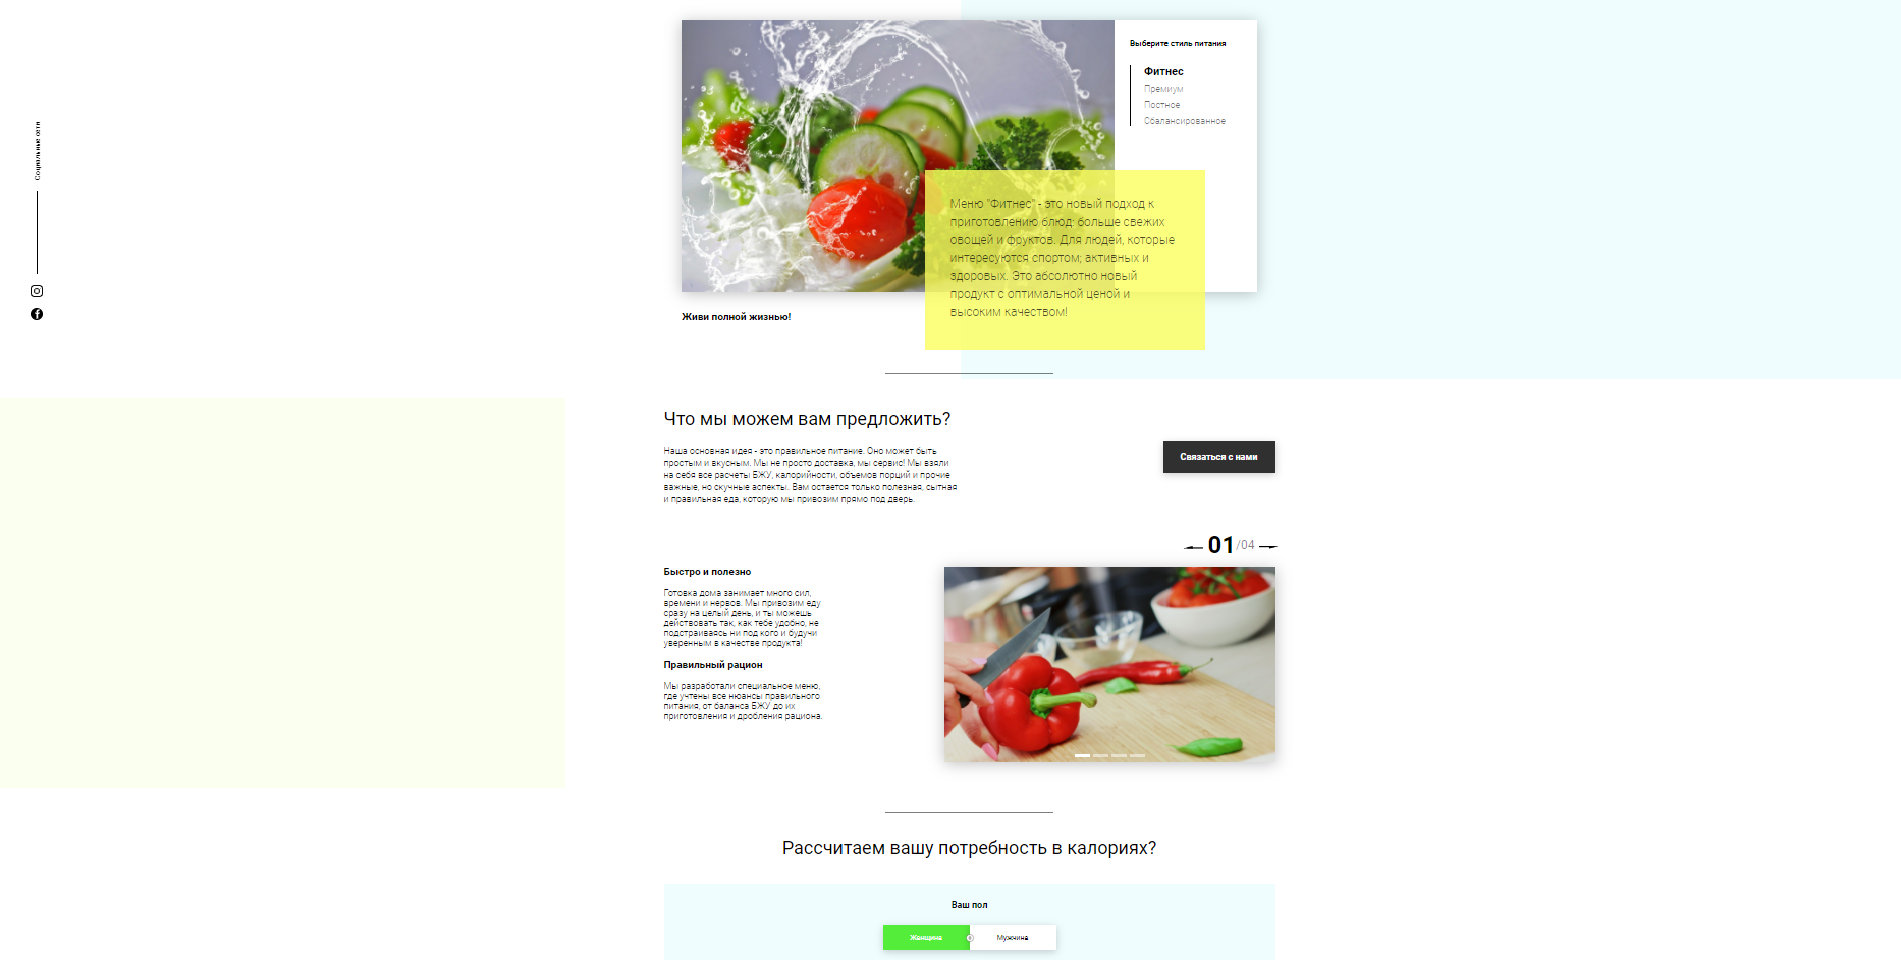 Социальные сети
Выберите стиль питания
Фитнес
Премиум
Постное
Сбалансированное
Меню "Фитнес" - это новый подход к
приготовлению блюд: больше свежих
овощей и фруктов. Для людей, которые
интересуются спортом; активных и
здоровых. Это абсолютно новый
продукт с оптимальной ценой и
высоким качеством!
Живи полной жизнью!
Что мы можем вам предложить?
Наша основная идея - это правильное питание. Оно может быть
простым и вкусным. Мы не просто доставка, мы сервис! Мы взяли
на себя все расчеты БЖУ, калорийности, объемов порций и прочие
важные, но скучные аспекты. Вам остается только полезная, сытная
и правильная еда, которую мы привозим прямо под дверь.
Связаться с нами
01/04
Быстро и полезно
Готовка дома занимает много сил,
времени и нервов. Мы привозим еду
сразу на целый день, и ты можешь
действовать так, как тебе удобно, не
подстраиваясь ни под кого и будучи
уверенным в качестве продукта!
Правильный рацион
Мы разработали специальное меню,
где учтены все нюансы правильного
питания, от баланса БЖУ до их
приготовления и дробления рациона.
Рассчитаем вашу потребность в калориях?
Ваш пол
Женщина
Мужчина